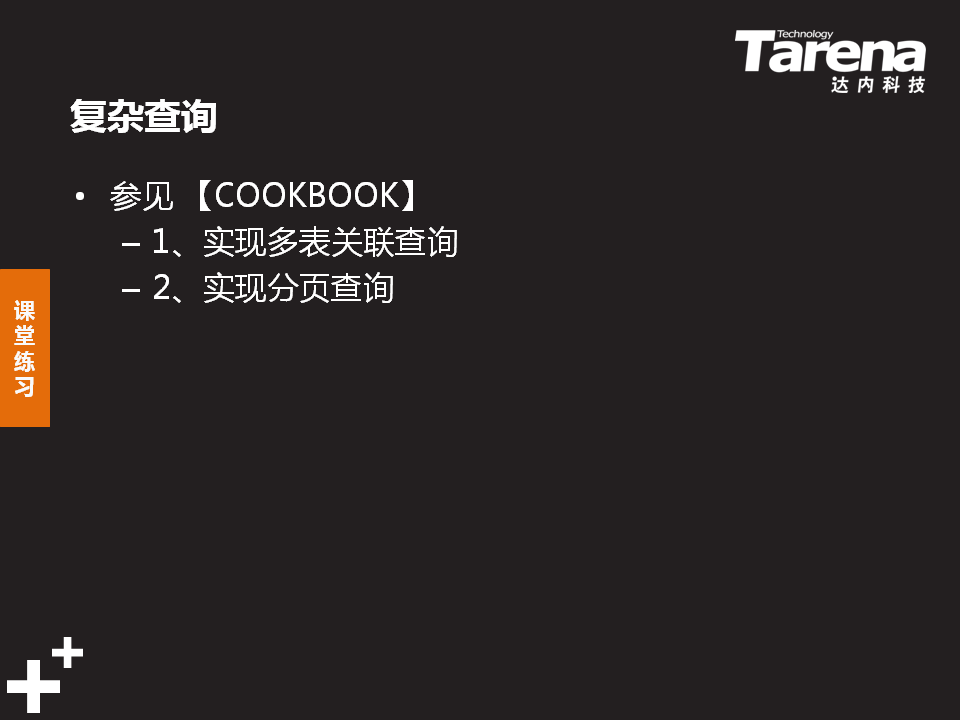 Technology
Tarena
达内科技
复杂查询
• 参见【COOKBOOK】
– 1、实现多表关联查询
– 2、实现分页查询
课堂练习